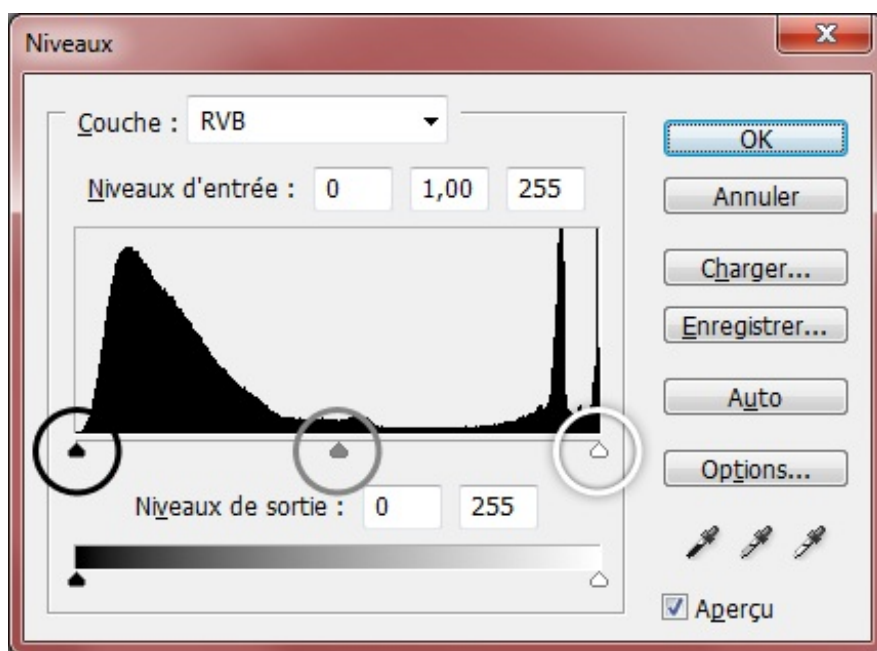 Niveaux
Couche : RVB
OK
Niveaux d'entrée : 0 1,00 255
Annuler
Charger...
Enregistrer...
Auto
Options...
Niveaux de sortie : 0 255
Aperçu